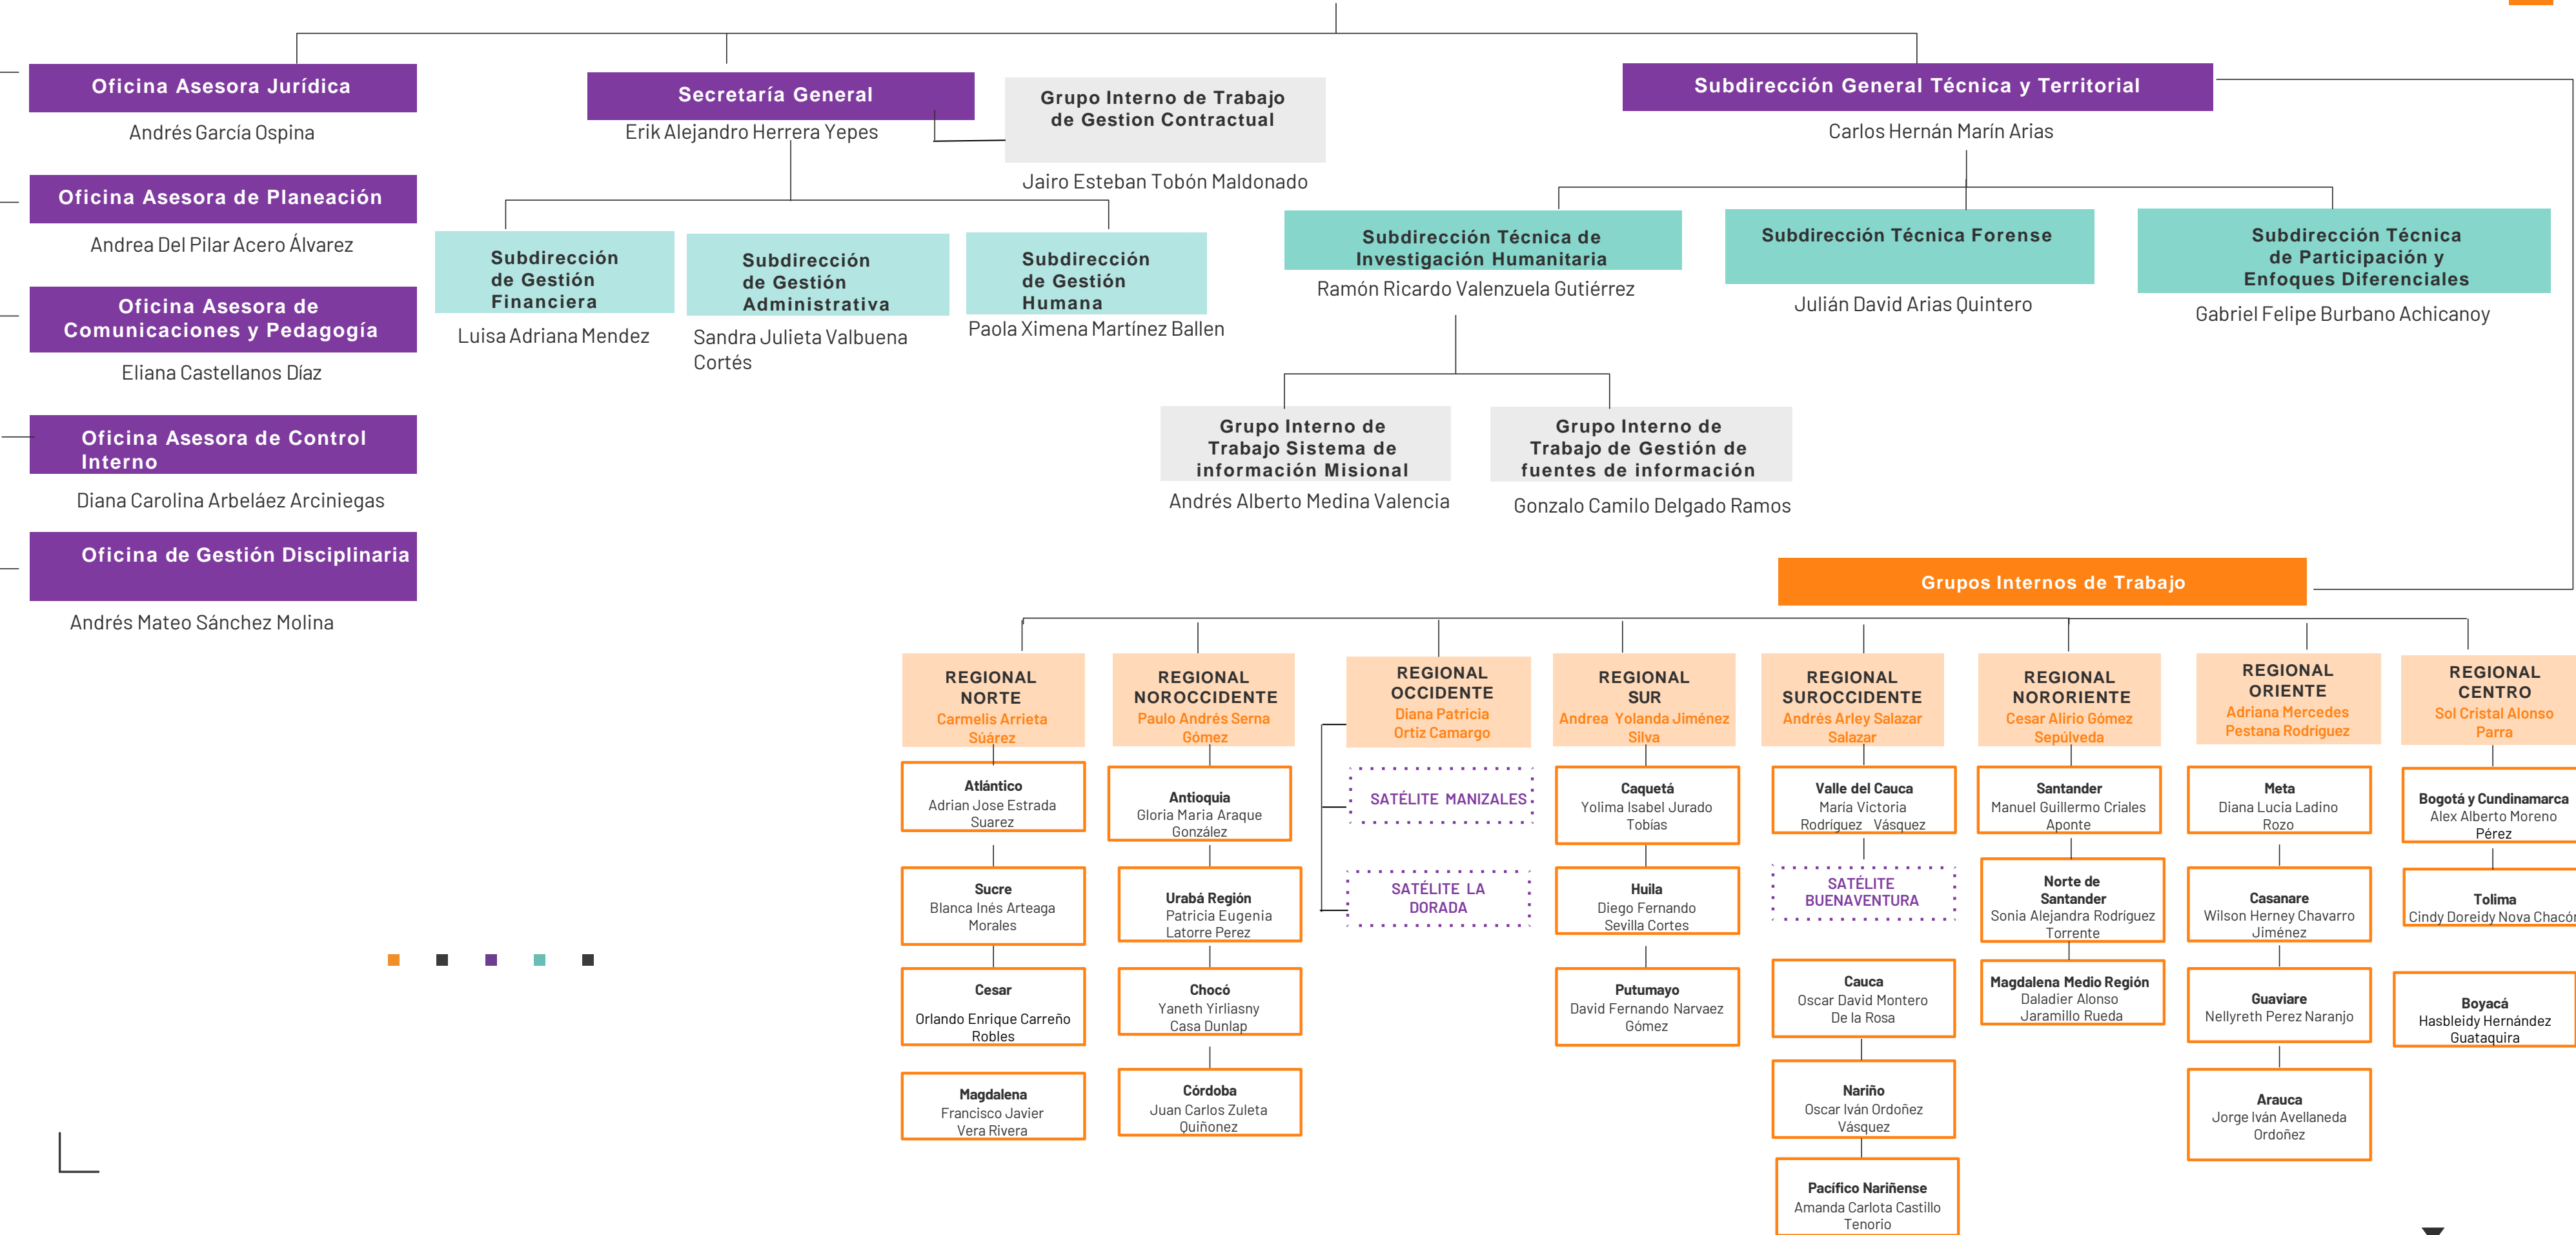 Oficina Asesora Jurídica
Andrés García Ospina
Oficina Asesora de Planeación
Andrea Del Pilar Acero Álvarez
Oficina Asesora de
Comunicaciones y Pedagogía
Eliana Castellanos Díaz
Oficina Asesora de Control
Interno
Diana Carolina Arbeláez Arciniegas
Oficina de Gestión Disciplinaria
Andrés Mateo Sánchez Molina
Secretaría General
Erik Alejandro Herrera Yepes
Grupo Interno de Trabajo
de Gestion Contractual
Jairo Esteban Tobón Maldonado
Subdirección
de Gestión
Financiera
Luisa Adriana Mendez
Subdirección
de Gestión
Administrativa
Sandra Julieta Valbuena
Cortés
Subdirección
de Gestión
Humana
Paola Ximena Martínez Ballen
Subdirección General Técnica y Territorial
Carlos Hernán Marín Arias
Subdirección Técnica de
Investigación Humanitaria
Ramón Ricardo Valenzuela Gutiérrez
Subdirección Técnica Forense
Julián David Arias Quintero
Subdirección Técnica
de Participación y
Enfoques Diferenciales
Gabriel Felipe Burbano Achicanoy
Grupo Interno de
Trabajo Sistema de
información Misional
Andrés Alberto Medina Valencia
Grupo Interno de
Trabajo de Gestión de
fuentes de información
Gonzalo Camilo Delgado Ramos
Grupos Internos de Trabajo
REGIONAL
NORTE
Carmelis Arrieta
Súárez
Atlántico
Adrian Jose Estrada
Suarez
Sucre
Blanca Inés Arteaga
Morales
Cesar
Orlando Enrique Carreño
Robles
Magdalena
Francisco Javier
Vera Rivera
REGIONAL
NOROCCIDENTE
Paulo Andrés Serna
Gómez
Antioquia
Gloria Maria Araque
González
Urabá Región
Patricia Eugenia
Latorre Perez
Chocó
Yaneth Yirliasny
Casa Dunlap
Córdoba
Juan Carlos Zuleta
Quiñonez
REGIONAL
OCCIDENTE
Diana Patricia
Ortiz Camargo
SATÉLITE MANIZALES
SATÉLITE LA
DORADA
REGIONAL
SUR
Andrea Yolanda Jiménez
Silva
Caquetá
Yolima Isabel Jurado
Tobías
Huila
Diego Fernando
Sevilla Cortes
Putumayo
David Fernando Narvaez
Gómez
REGIONAL
SUROCCIDENTE
Andrés Arley Salazar
Salazar
Valle del Cauca
María Victoria
Rodríguez Vásquez
SATÉLITE
BUENAVENTURA
Cauca
Oscar David Montero
De la Rosa
Nariño
Oscar Iván Ordoñez
Vásquez
Pacífico Nariñense
Amanda Carlota Castillo
Tenorio
REGIONAL
NORORIENTE
Cesar Alirio Gómez
Sepúlveda
Santander
Manuel Guillermo Criales
Aponte
Norte de
Santander
Sonia Alejandra Rodríguez
Torrente
Magdalena Medio Región
Daladier Alonso
Jaramillo Rueda
REGIONAL
ORIENTE
Adriana Mercedes
Pestana Rodríguez
Meta
Diana Lucia Ladino
Rozo
Casanare
Wilson Herney Chavarro
Jiménez
Guaviare
Nellyreth Perez Naranjo
Arauca
Jorge Iván Avellaneda
Ordoñez
REGIONAL
CENTRO
Sol Cristal Alonso
Parra
Bogotá y Cundinamarca
Alex Alberto Moreno
Pérez
Tolima
Cindy Doreidy Nova Chacón
Boyacá
Hasbleidy Hernández
Guataquira